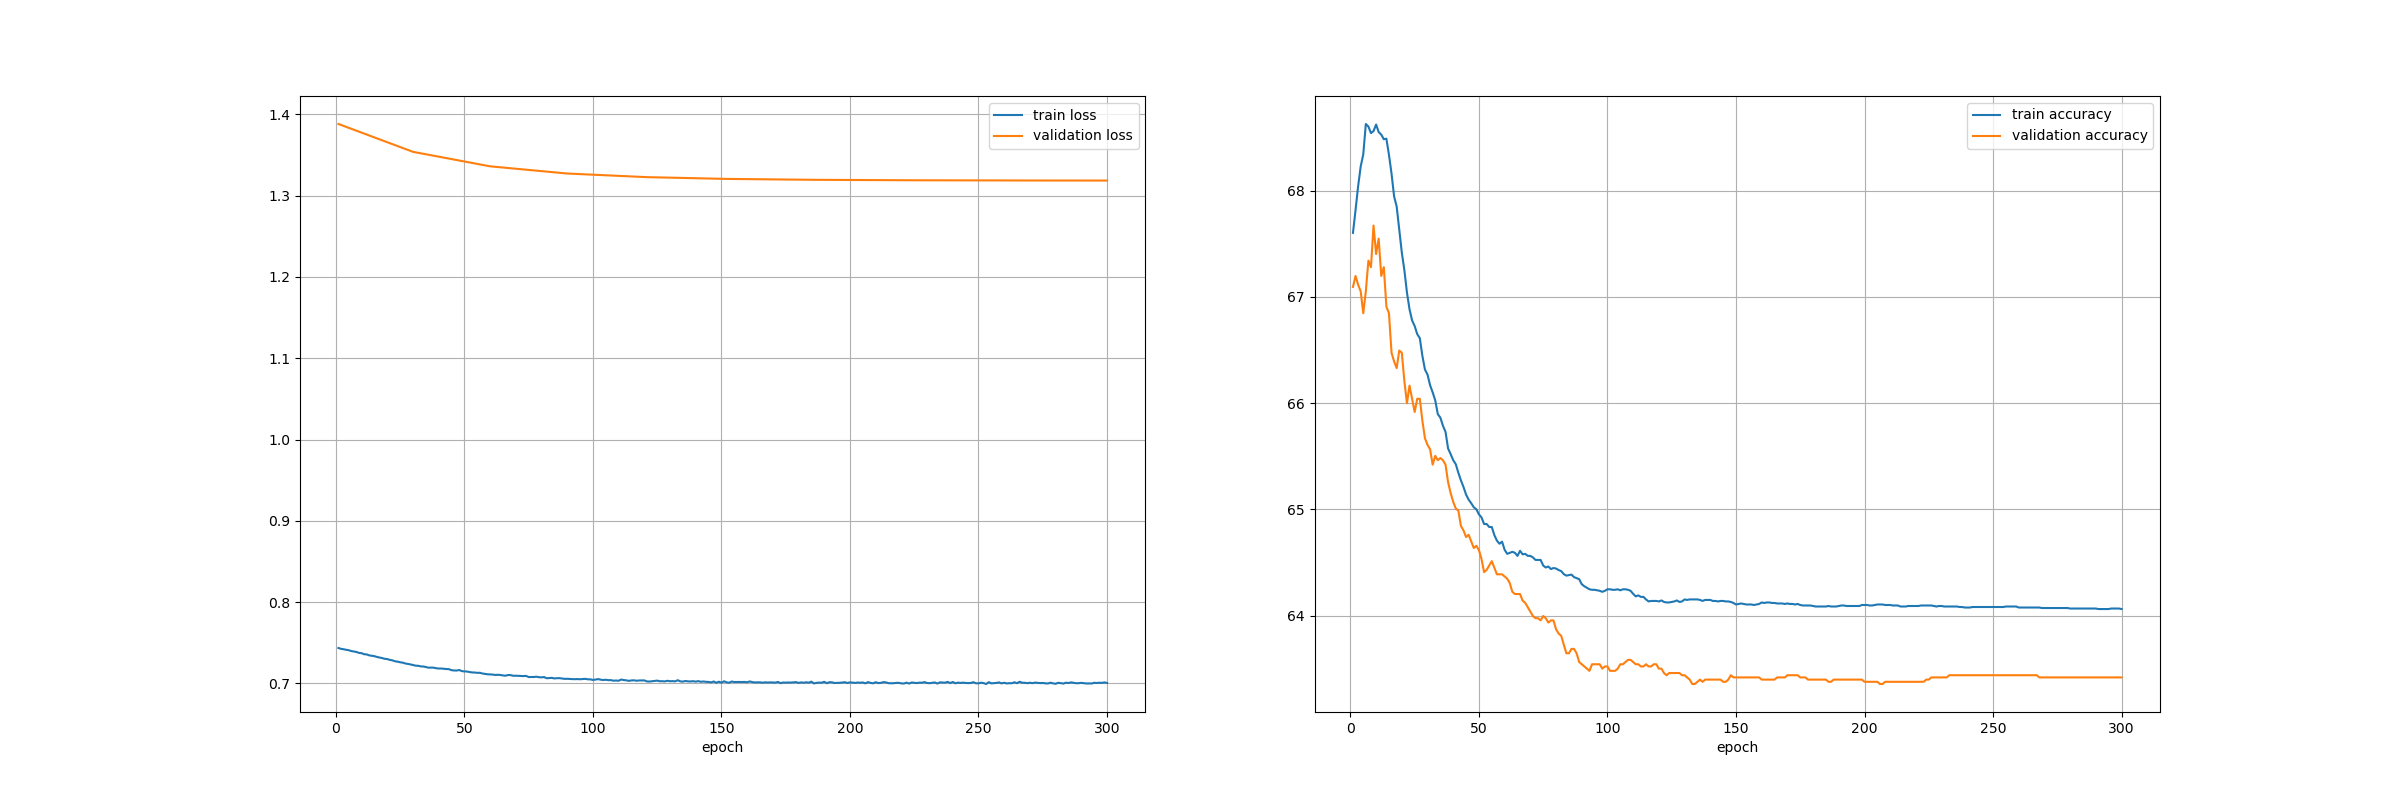 train loss
validation loss
1.4
1.3
1.2
1.1
1.0
0.9
0.8
0.7
0 50 100 150 200 250 300
epoch
train accuracy
validation accuracy
68
67
66
65
64
0 50 100 150 200 250 300
epoch